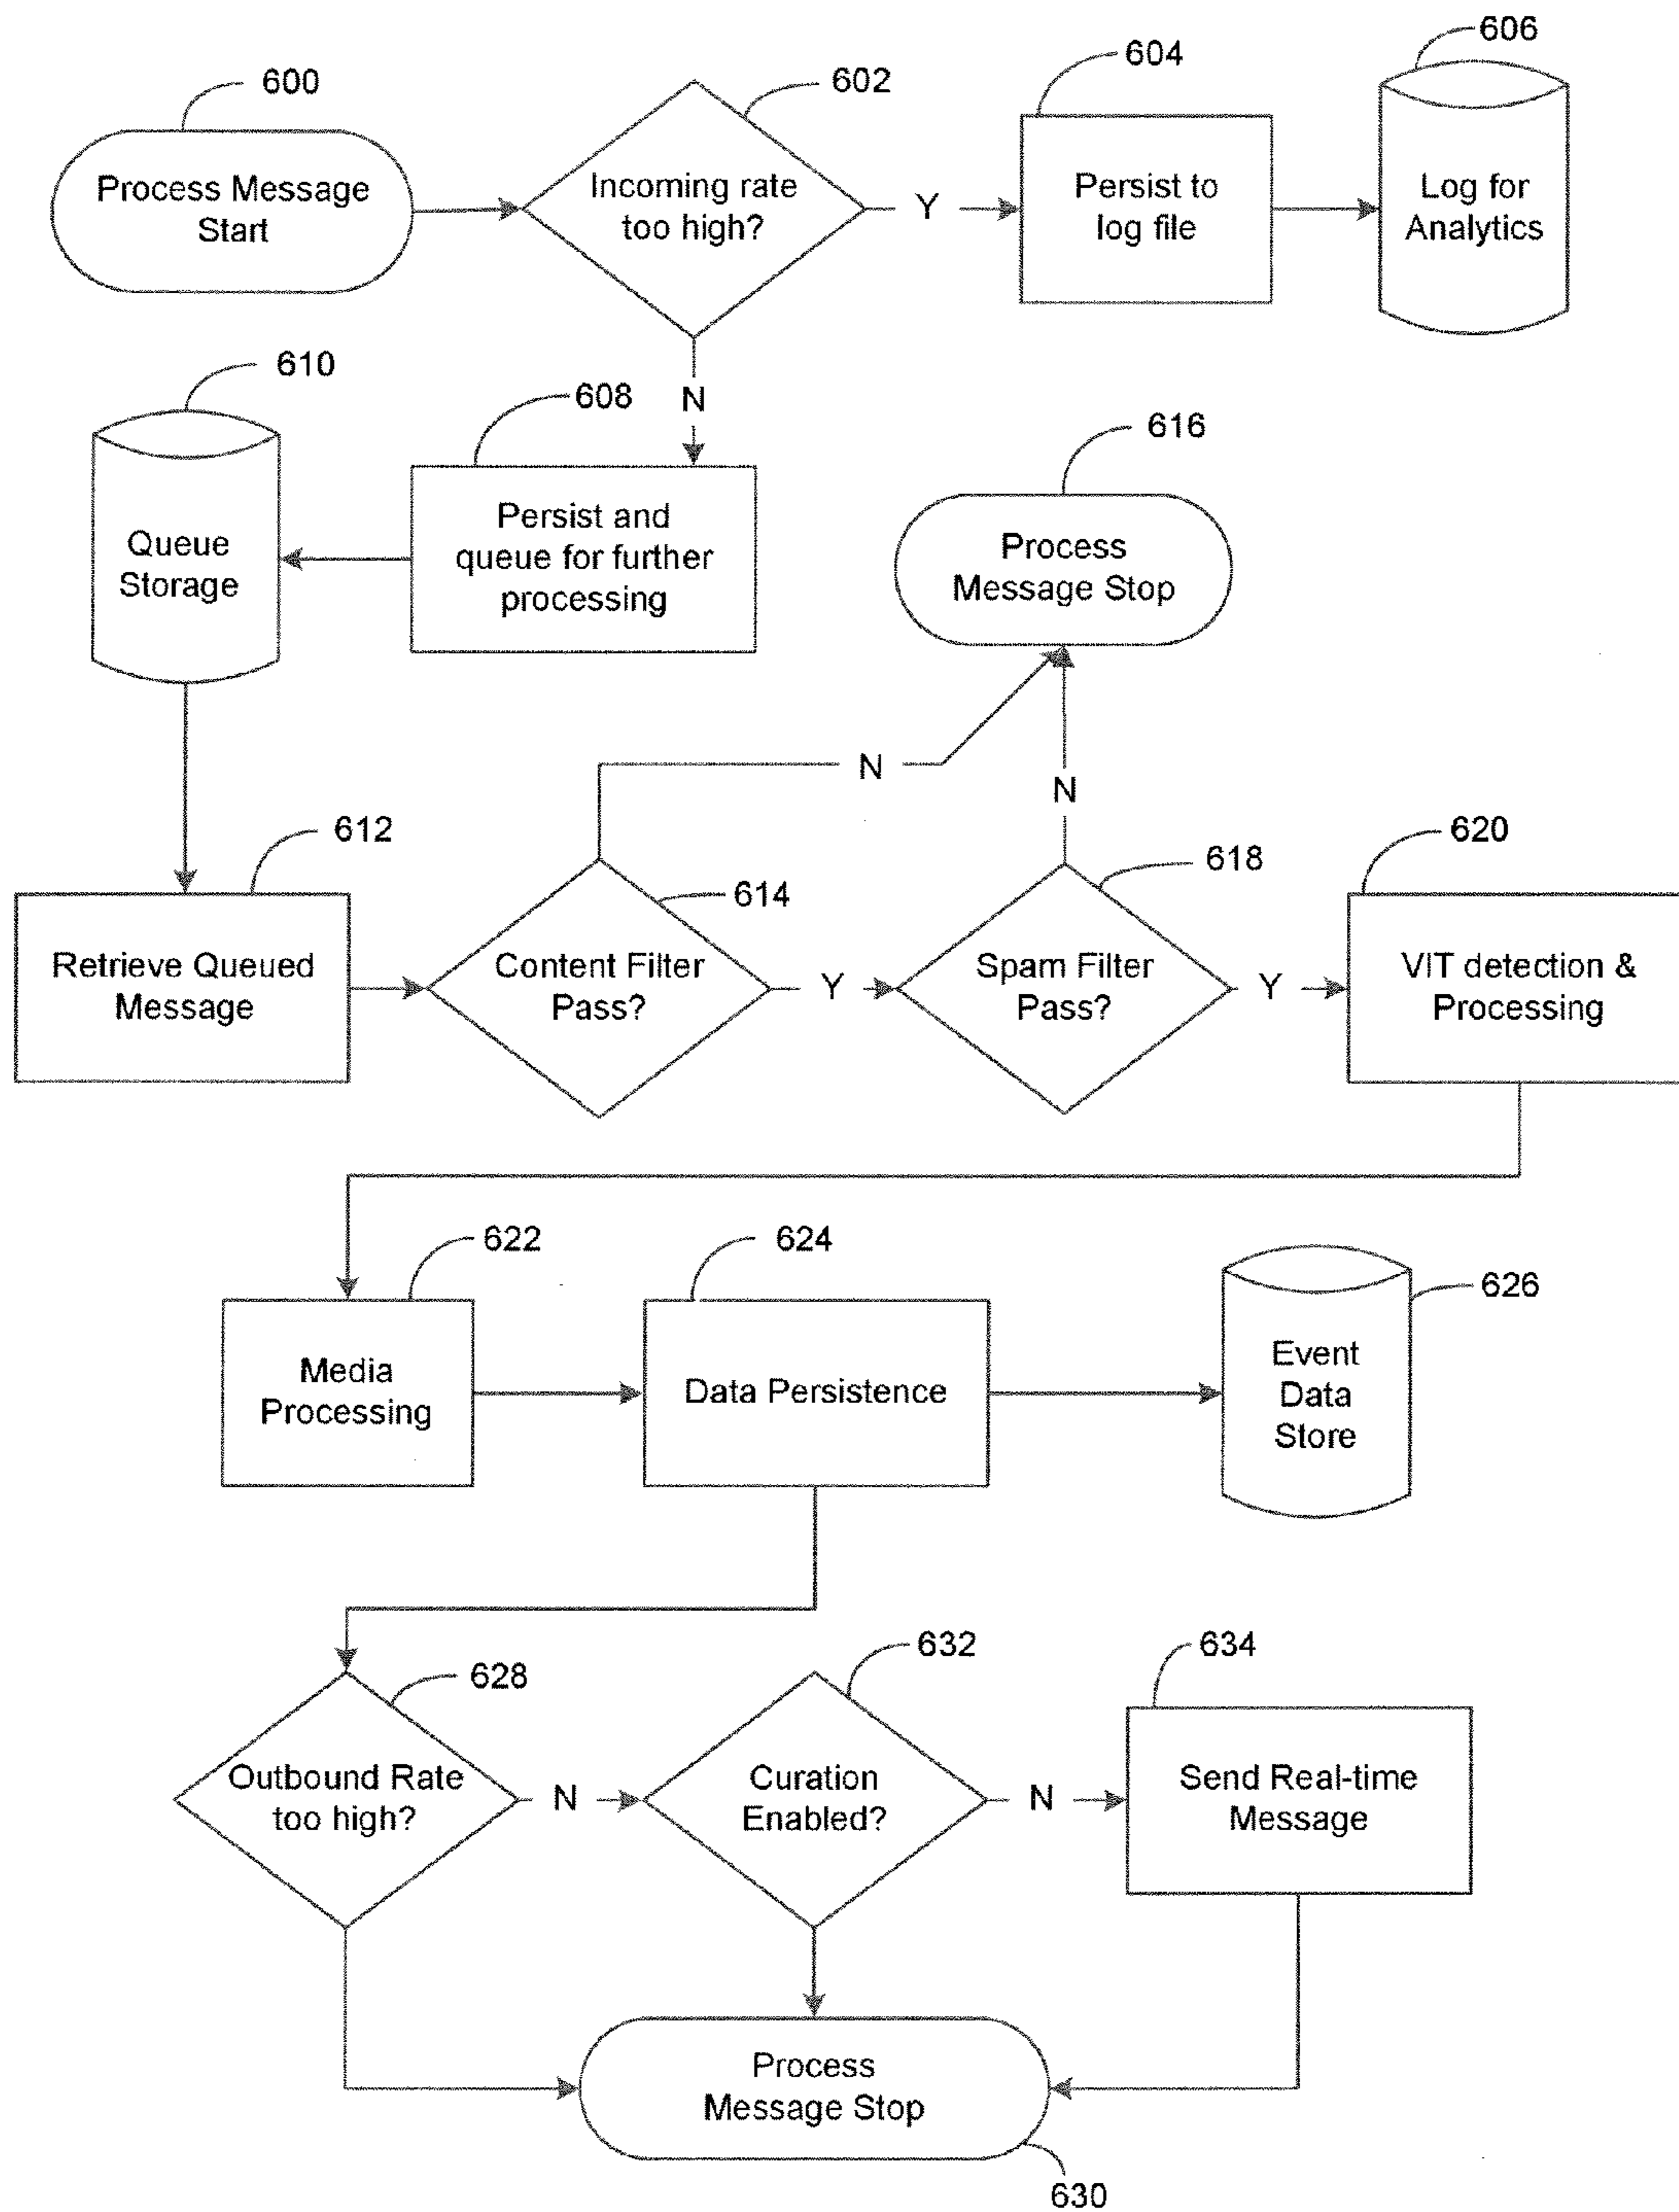 600
Process Message
Start
602
Incoming rate
too high?
Y
604
Persist to
log file
606
Log for
Analytics
N
608
Persist and
queue for further
processing
610
Queue
Storage
616
Process
Message Stop
N
N
612
Retrieve Queued
Message
614
Content Filter
Pass?
Y
618
Spam Filter
Pass?
Y
620
VIT detection &
Processing
622
Media
Processing
624
Data Persistence
626
Event
Data
Store
628
Outbound Rate
too high?
N
632
Curation
Enabled?
N
634
Send Real-time
Message
Process
Message Stop
630